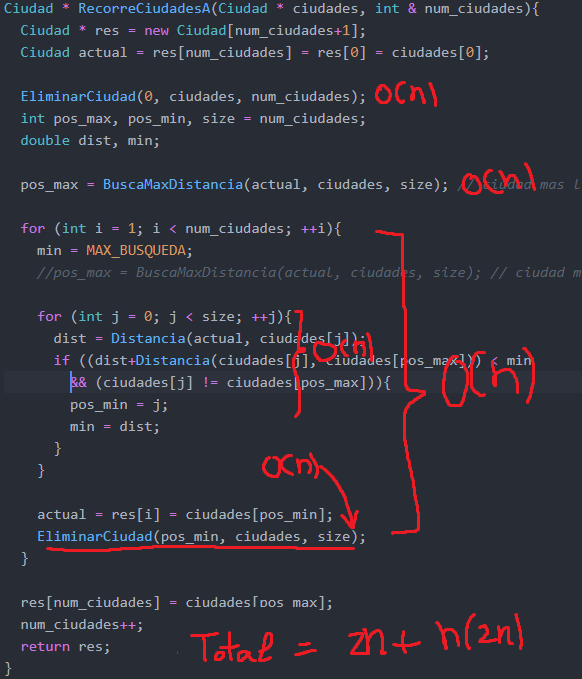 Ciudad * RecorreCiudadesA(Ciudad * ciudades, int & num_ciudades){
Ciudad * res = new Ciudad[num_ciudades+1];
Ciudad actual = res[num_ciudades] = res[0] = ciudades[0];
EliminarCiudad(0, ciudades, num_ciudades); O(n)
int pos_max, pos_min, size = num_ciudades;
double dist, min;
pos_max = BuscaMaxDistancia(actual, ciudades, size); // ciudad mas l O(n)
for (int i = 1; i < num_ciudades; ++i){
min = MAX_BUSQUEDA;
//pos_max = BuscaMaxDistancia(actual, ciudades, size); // ciudad m
for (int j = 0; j < size; ++j){
dist = Distancia(actual, ciudades[j]); O(n)
if ((dist+Distancia(ciudades[j], ciudades[pos_max])) < min
&& (ciudades[j] != ciudades[pos_max])){ O(n)
pos_min = j;
min = dist;
}
}
O(n)
actual = res[i] = ciudades[pos_min];
EliminarCiudad(pos_min, ciudades, size);
}
res[num_ciudades] = ciudades[pos_max];
num_ciudades++;
return res;
Total = 2n + n(2n)
}